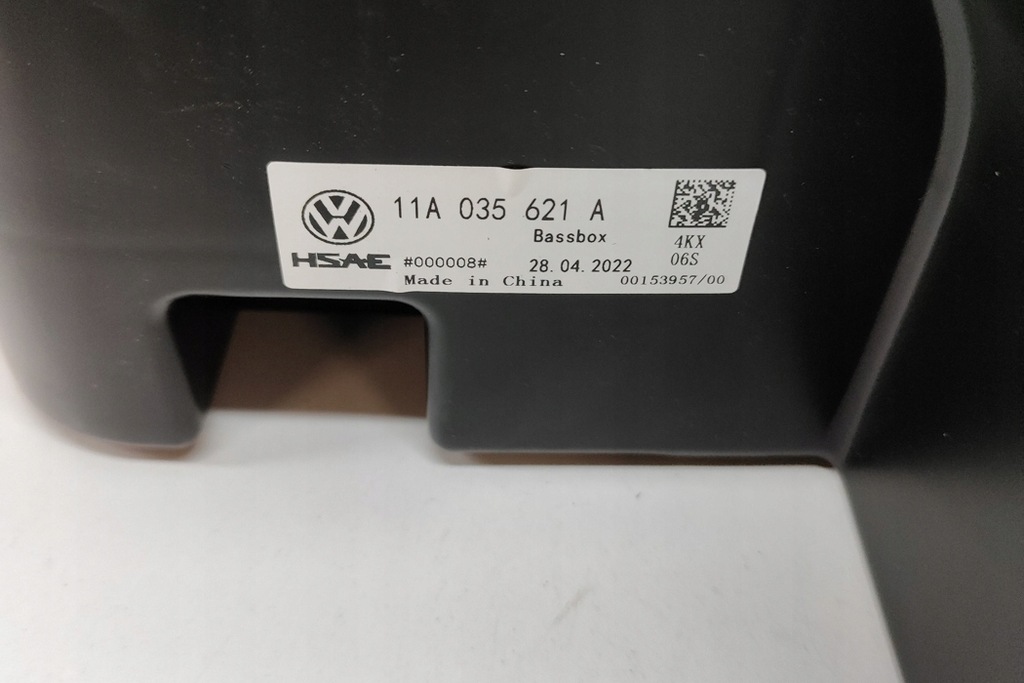 11A 035 621 A
Bassbox
4KX
06S
HSAE #000008# 28.04.2022
Made in China 00153957/00